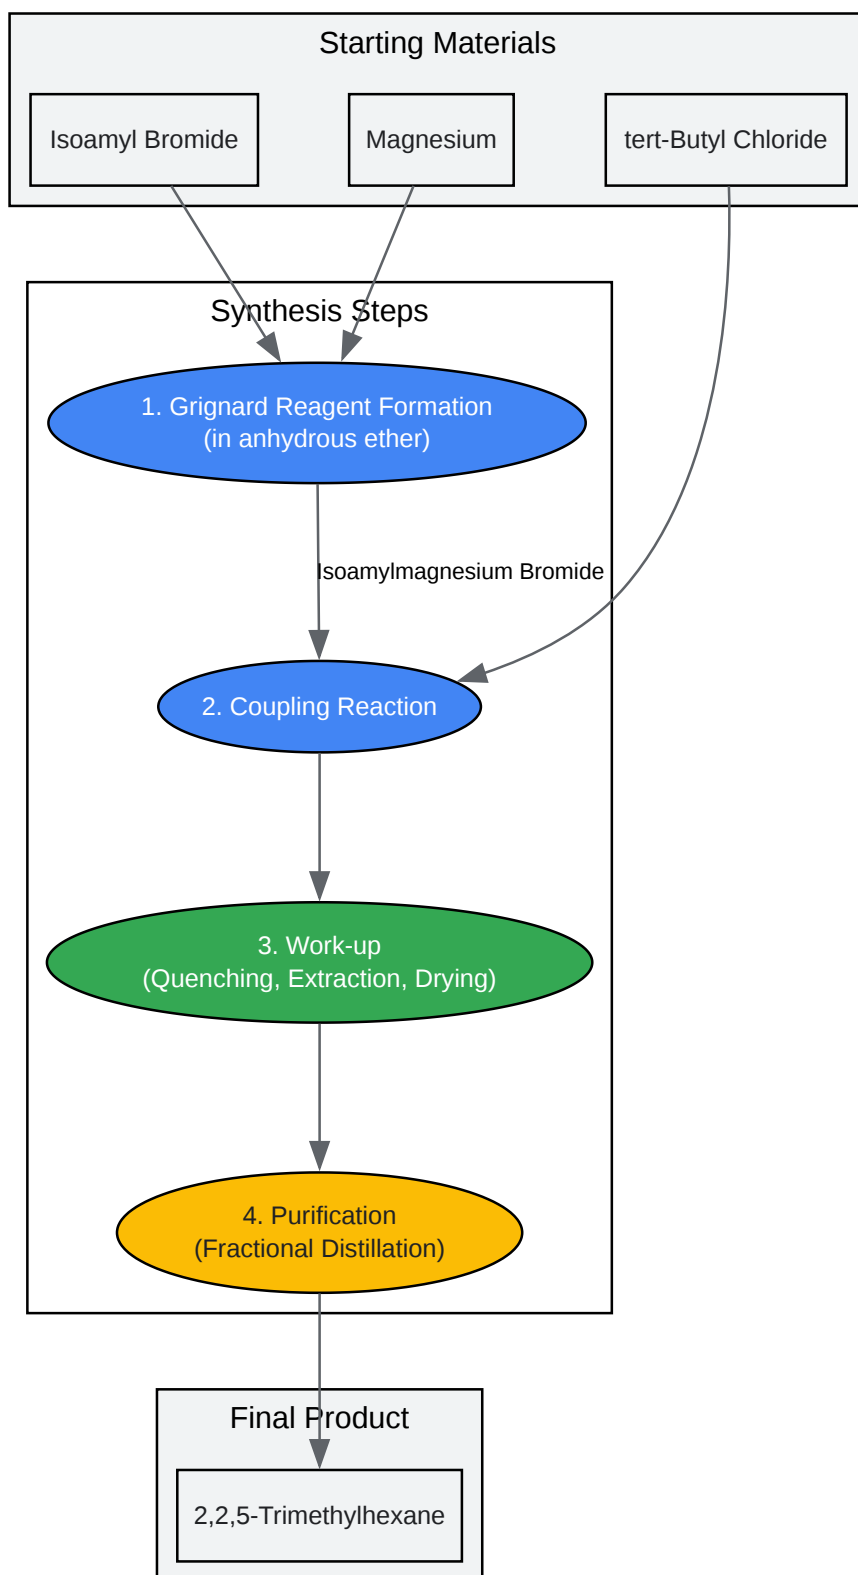 Starting Materials
Isoamyl Bromide
Magnesium
tert-Butyl Chloride
Synthesis Steps
1. Grignard Reagent Formation
(in anhydrous ether)
Isoamylmagnesium Bromide
2. Coupling Reaction
3. Work-up
(Quenching, Extraction, Drying)
4. Purification
(Fractional Distillation)
Final Product
2,2,5-Trimethylhexane